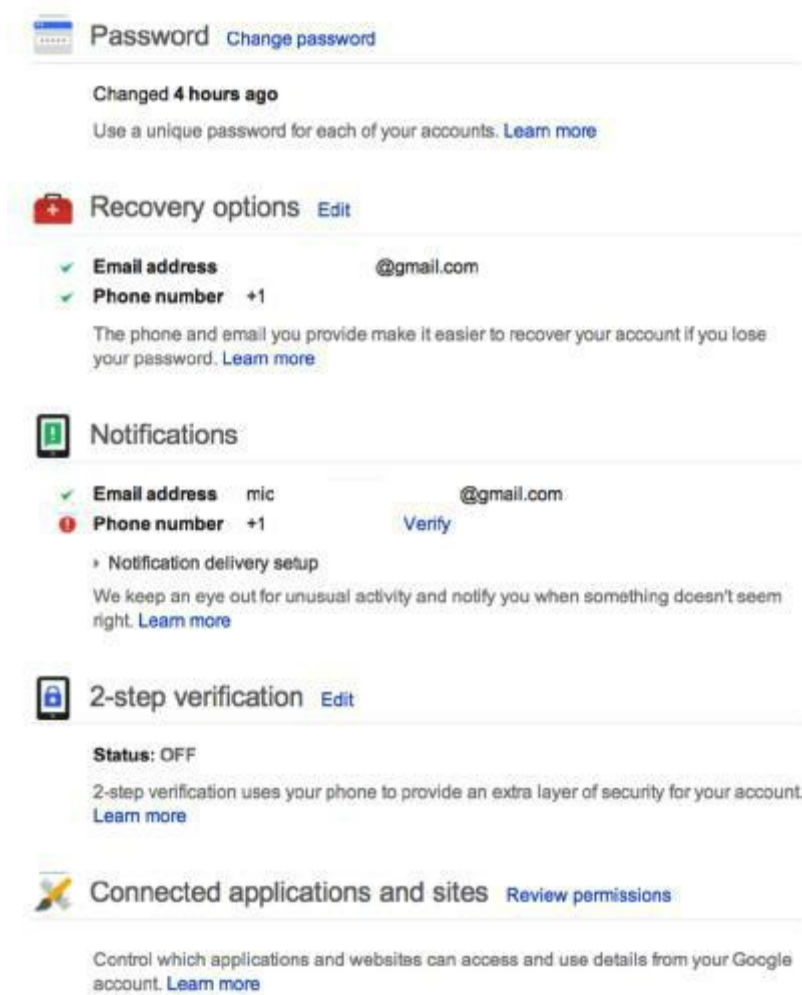 Password Change password
Changed 4 hours ago
Use a unique password for each of your accounts. Learn more
Recovery options Edit
Email address @gmail.com
Phone number +1
The phone and email you provide make it easier to recover your account if you lose
your password. Learn more
Notifications
Email address mic @gmail.com
Phone number +1 Verify
Notification delivery setup
We keep an eye out for unusual activity and notify you when something doesn't seem
right. Learn more
2-step verification Edit
Status: OFF
2-step verification uses your phone to provide an extra layer of security for your account.
Learn more
Connected applications and sites Review permissions
Control which applications and websites can access and use details from your Google
account. Learn more